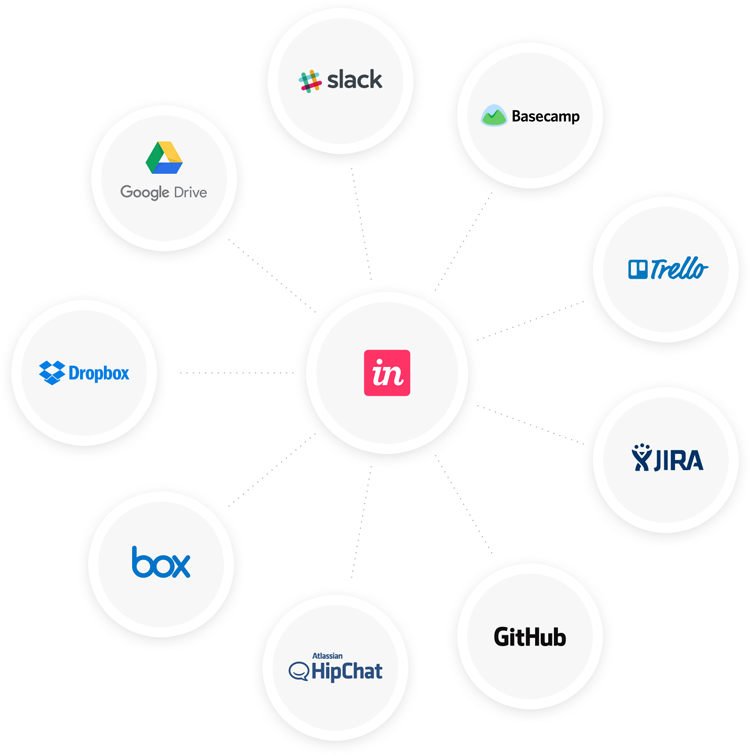 slack
Basecamp
Google Drive
Trello
Dropbox
in
JIRA
box
GitHub
Atlassian
HipChat